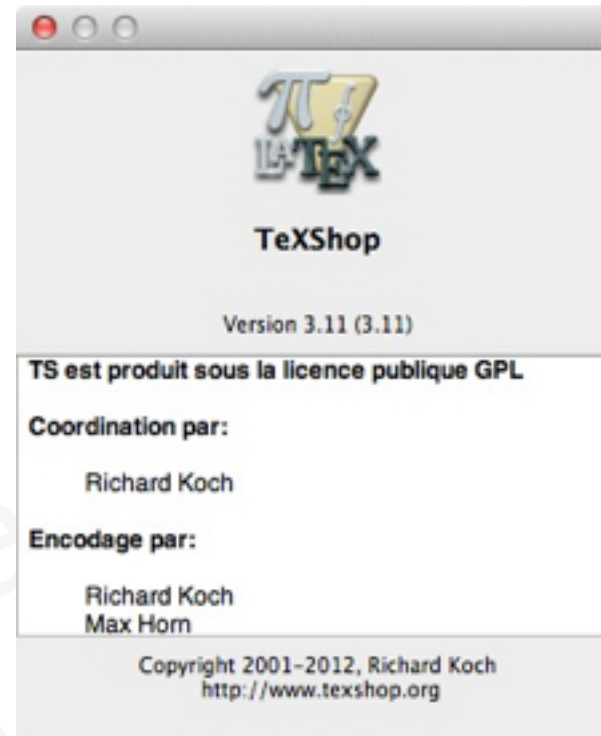 π
LATEX
TeXShop
Version 3.11 (3.11)
TS est produit sous la licence publique GPL
Coordination par:
Richard Koch
Encodage par:
Richard Koch
Max Horn
Copyright 2001-2012, Richard Koch
http://www.texshop.org